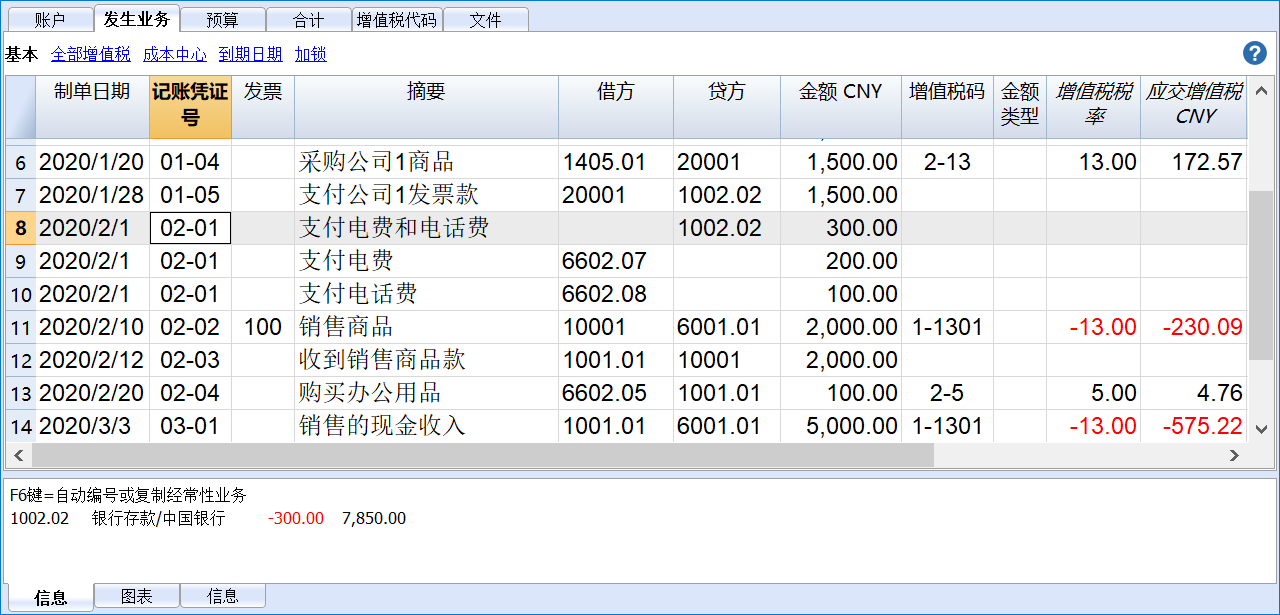 账户 发生业务 预算 合计 增值税代码 文件
基本 全部增值税 成本中心 到期日期 加锁
制单日期 记账凭证号 发票 摘要 借方 贷方 金额 CNY 增值税码 金额类型 增值税税率 应交增值税 CNY
6 2020/1/20 01-04 采购公司1商品 1405.01 20001 1,500.00 2-13 13.00 172.57
7 2020/1/28 01-05 支付公司1发票款 20001 1002.02 1,500.00
8 2020/2/1 02-01 支付电费和电话费 1002.02 300.00
9 2020/2/1 02-01 支付电费 6602.07 200.00
10 2020/2/1 02-01 支付电话费 6602.08 100.00
11 2020/2/10 02-02 100 销售商品 10001 6001.01 2,000.00 1-1301 -13.00 -230.09
12 2020/2/12 02-03 收到销售商品款 1001.01 10001 2,000.00
13 2020/2/20 02-04 购买办公用品 6602.05 1001.01 100.00 2-5 5.00 4.76
14 2020/3/3 03-01 销售的现金收入 1001.01 6001.01 5,000.00 1-1301 -13.00 -575.22
F6键=自动编号或复制经常性业务
1002.02 银行存款/中国银行 -300.00 7,850.00
信息 图表 信息